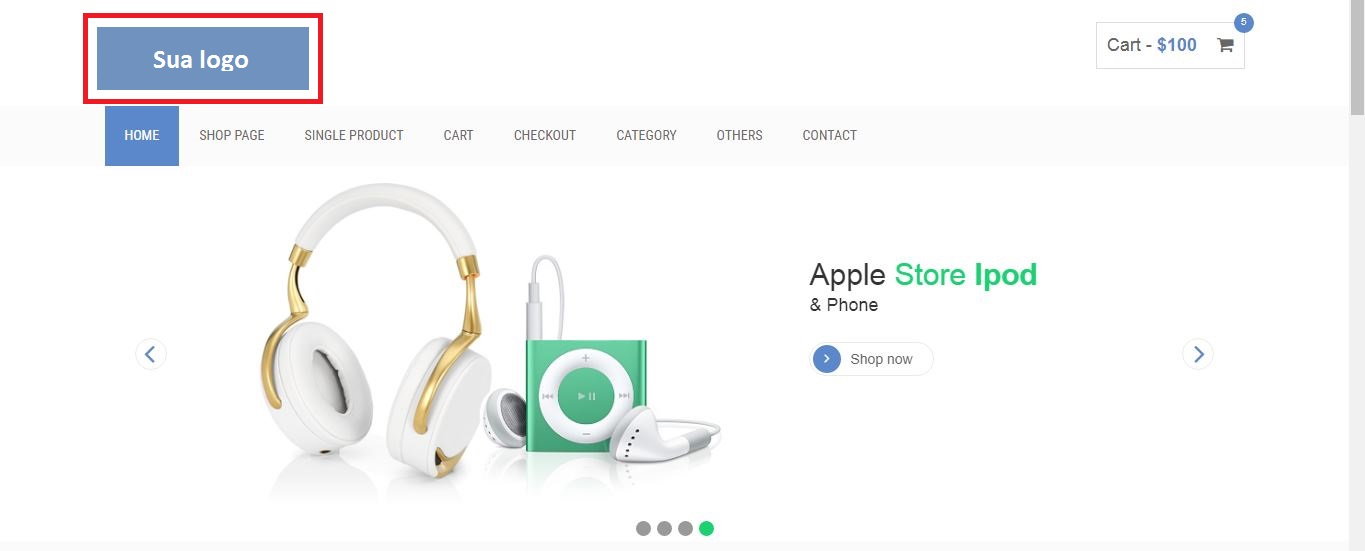 Sua logo
5
Cart - $100
HOME SHOP PAGE SINGLE PRODUCT CART CHECKOUT CATEGORY OTHERS CONTACT
Apple Store Ipod
& Phone
Shop now